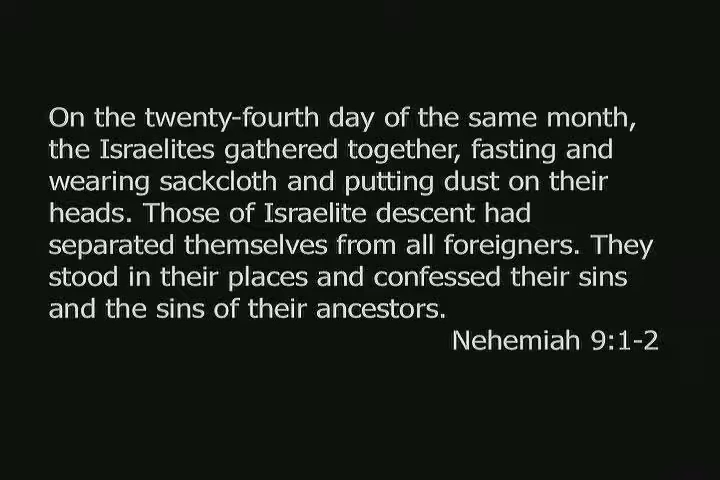 On the twenty-fourth day of the same month,
the Israelites gathered together, fasting and
wearing sackcloth and putting dust on their
heads. Those of Israelite descent had
separated themselves from all foreigners. They
stood in their places and confessed their sins
and the sins of their ancestors.
Nehemiah 9:1-2